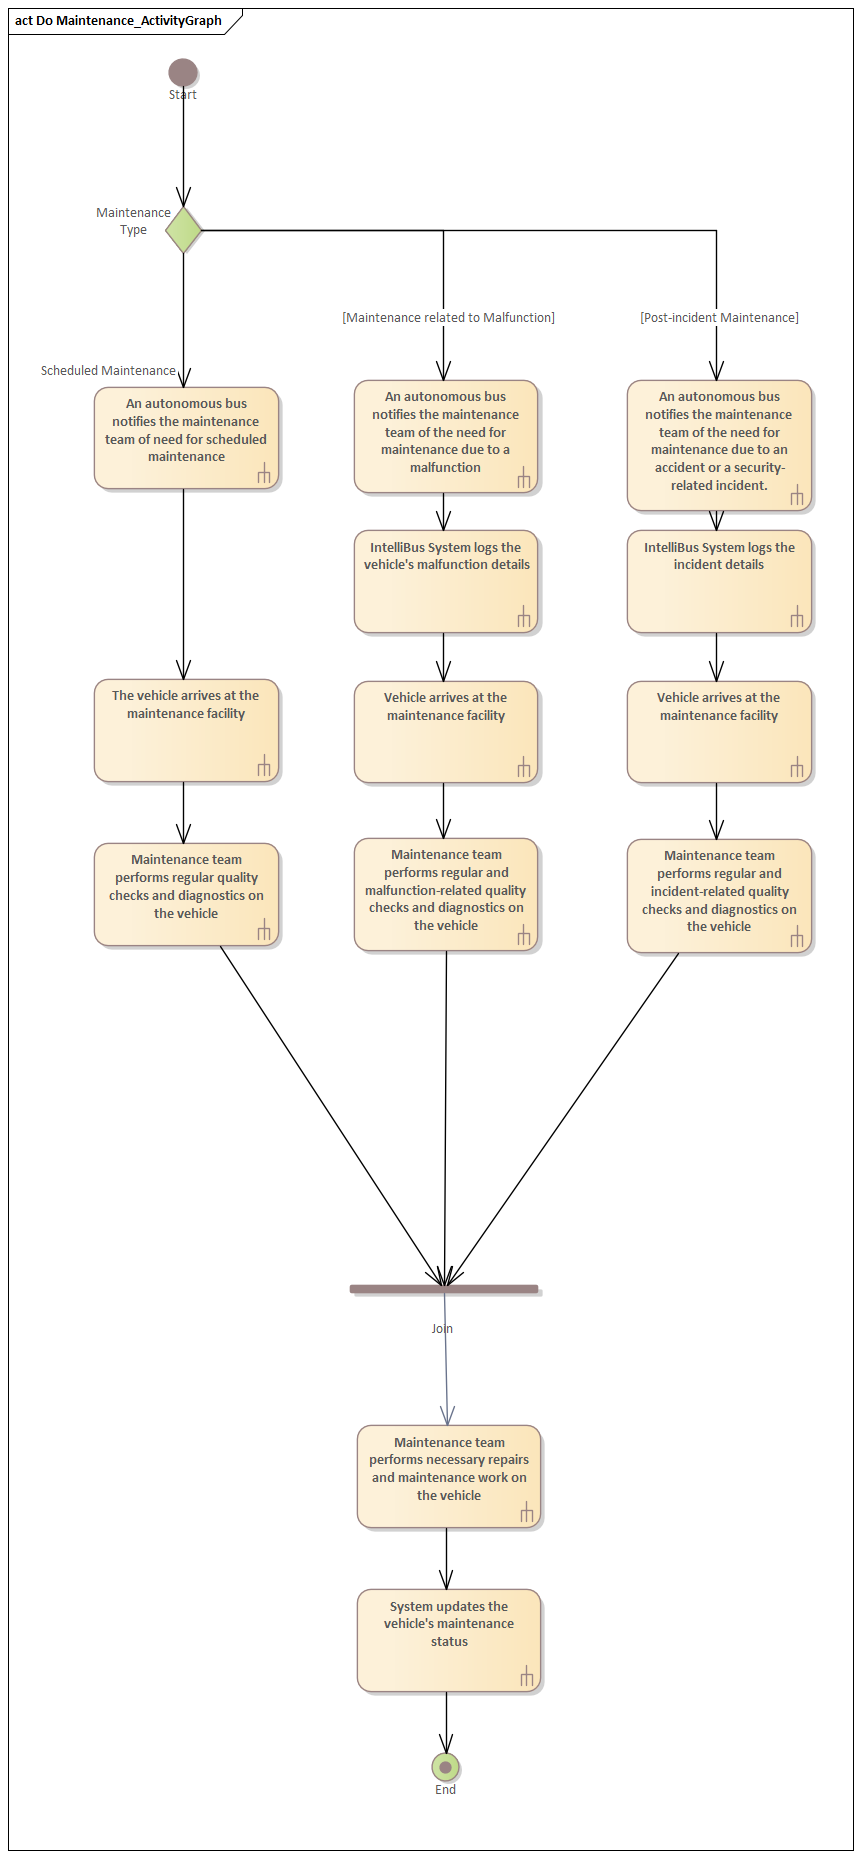 act Do Maintenance_ActivityGraph
Start
Maintenance
Type
[Maintenance related to Malfunction]
[Post-incident Maintenance]
Scheduled Maintenance
An autonomous bus
notifies the maintenance
team of need for scheduled
maintenance
An autonomous bus
notifies the maintenance
team of the need for
maintenance due to a
malfunction
An autonomous bus
notifies the maintenance
team of the need for
maintenance due to an
accident or a security-
related incident.
IntelliBus System logs the
vehicle's malfunction details
IntelliBus System logs the
incident details
The vehicle arrives at the
maintenance facility
Vehicle arrives at the
maintenance facility
Vehicle arrives at the
maintenance facility
Maintenance team
performs regular quality
checks and diagnostics on
the vehicle
Maintenance team
performs regular and
malfunction-related quality
checks and diagnostics on
the vehicle
Maintenance team
performs regular and
incident-related quality
checks and diagnostics on
the vehicle
Join
Maintenance team
performs necessary repairs
and maintenance work on
the vehicle
System updates the
vehicle's maintenance
status
End